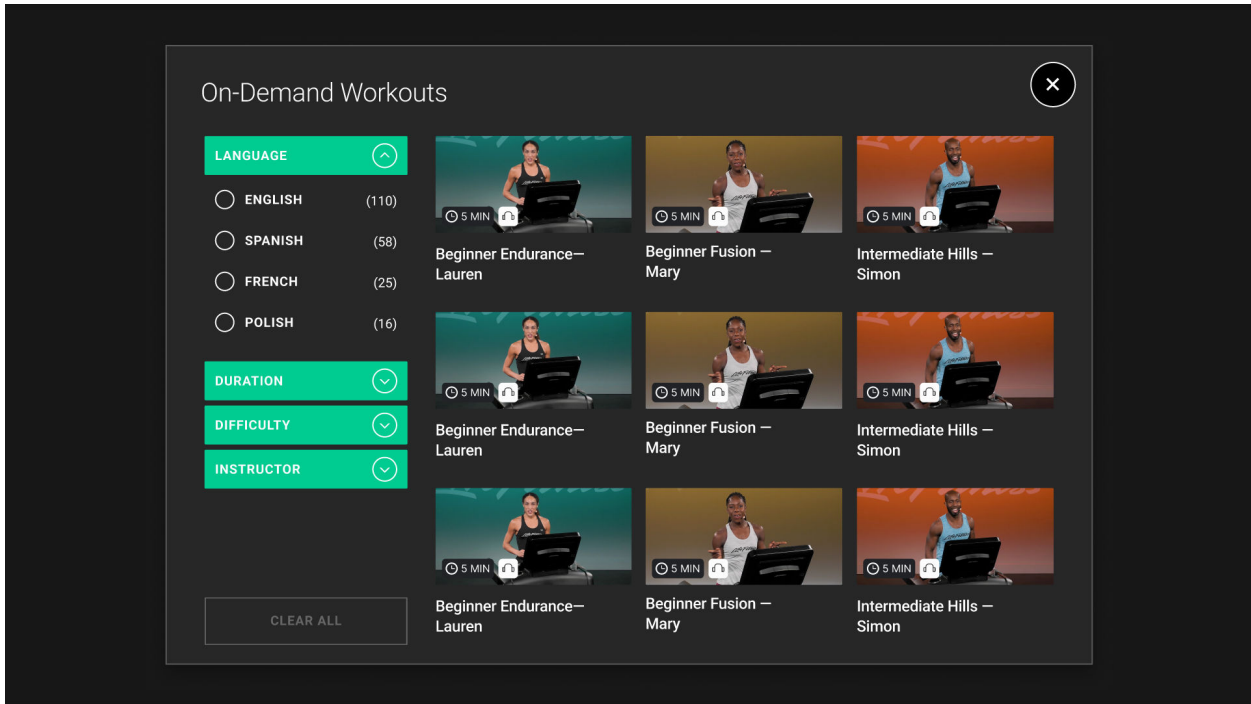 On-Demand Workouts
LANGUAGE
ENGLISH (110)
SPANISH (58)
FRENCH (25)
POLISH (16)
DURATION
DIFFICULTY
INSTRUCTOR
CLEAR ALL
5 MIN
Beginner Endurance—
Lauren
5 MIN
Beginner Fusion —
Mary
5 MIN
Intermediate Hills —
Simon
5 MIN
Beginner Endurance—
Lauren
5 MIN
Beginner Fusion —
Mary
5 MIN
Intermediate Hills —
Simon
5 MIN
Beginner Endurance—
Lauren
5 MIN
Beginner Fusion —
Mary
5 MIN
Intermediate Hills —
Simon